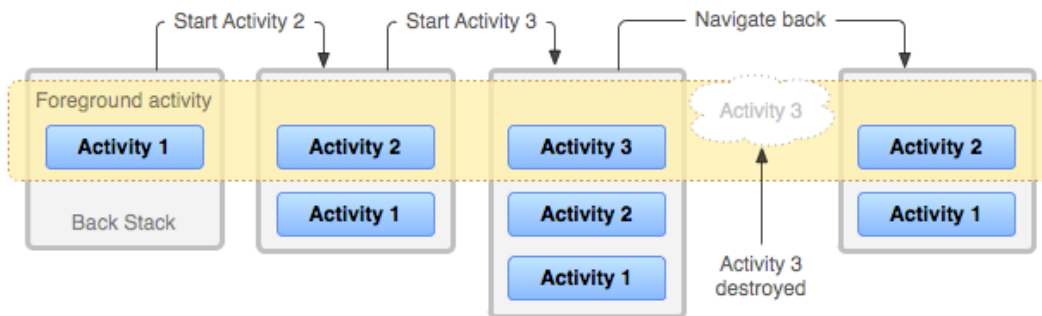 Start Activity 2
Start Activity 3
Navigate back
Foreground activity
Activity 1
Back Stack
Activity 2
Activity 1
Activity 3
Activity 2
Activity 1
Activity 3
Activity 3
destroyed
Activity 2
Activity 1